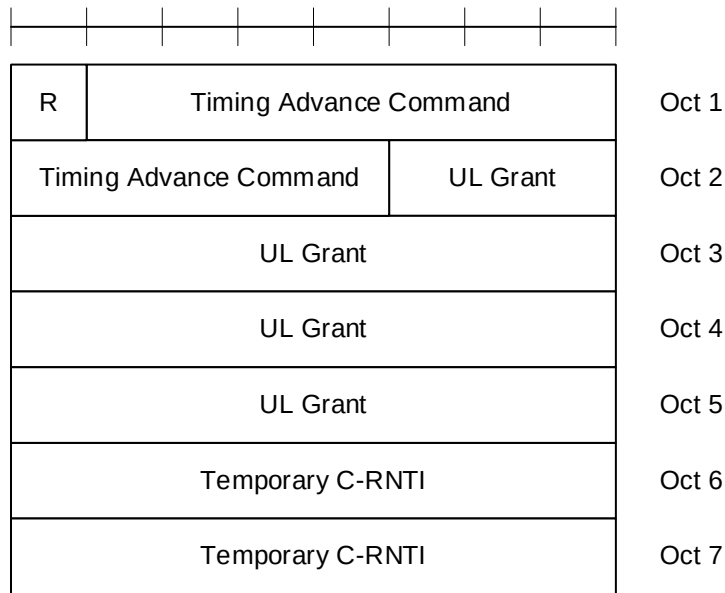 R Timing Advance Command Oct 1
Timing Advance Command UL Grant Oct 2
UL Grant Oct 3
UL Grant Oct 4
UL Grant Oct 5
Temporary C-RNTI Oct 6
Temporary C-RNTI Oct 7